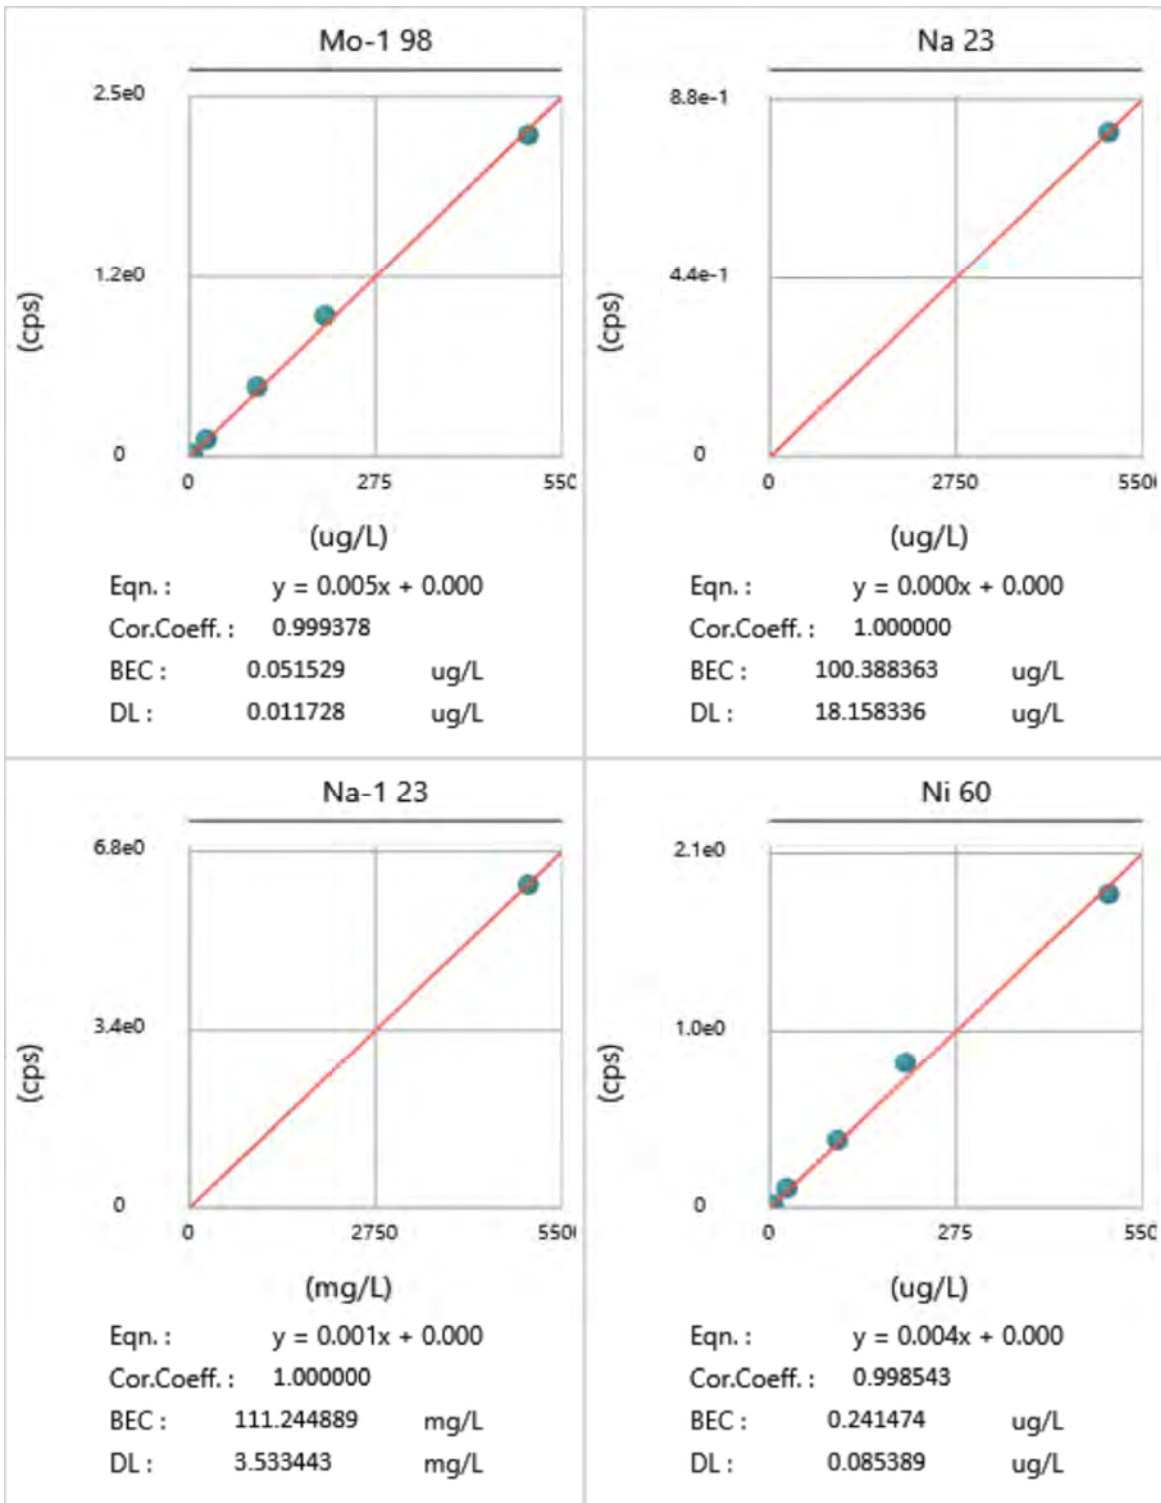 Mo-1 98
2.5e0
1.2e0
0
(cps)
0 275 550
(ug/L)
Eqn. : y = 0.005x + 0.000
Cor.Coeff. : 0.999378
BEC : 0.051529 ug/L
DL : 0.011728 ug/L
Na 23
8.8e-1
4.4e-1
0
(cps)
0 2750 550
(ug/L)
Eqn. : y = 0.000x + 0.000
Cor.Coeff. : 1.000000
BEC : 100.388363 ug/L
DL : 18.158336 ug/L
Na-1 23
6.8e0
3.4e0
0
(cps)
0 2750 550
(mg/L)
Eqn. : y = 0.001x + 0.000
Cor.Coeff. : 1.000000
BEC : 111.244889 mg/L
DL : 3.533443 mg/L
Ni 60
2.1e0
1.0e0
0
(cps)
0 275 550
(ug/L)
Eqn. : y = 0.004x + 0.000
Cor.Coeff. : 0.998543
BEC : 0.241474 ug/L
DL : 0.085389 ug/L